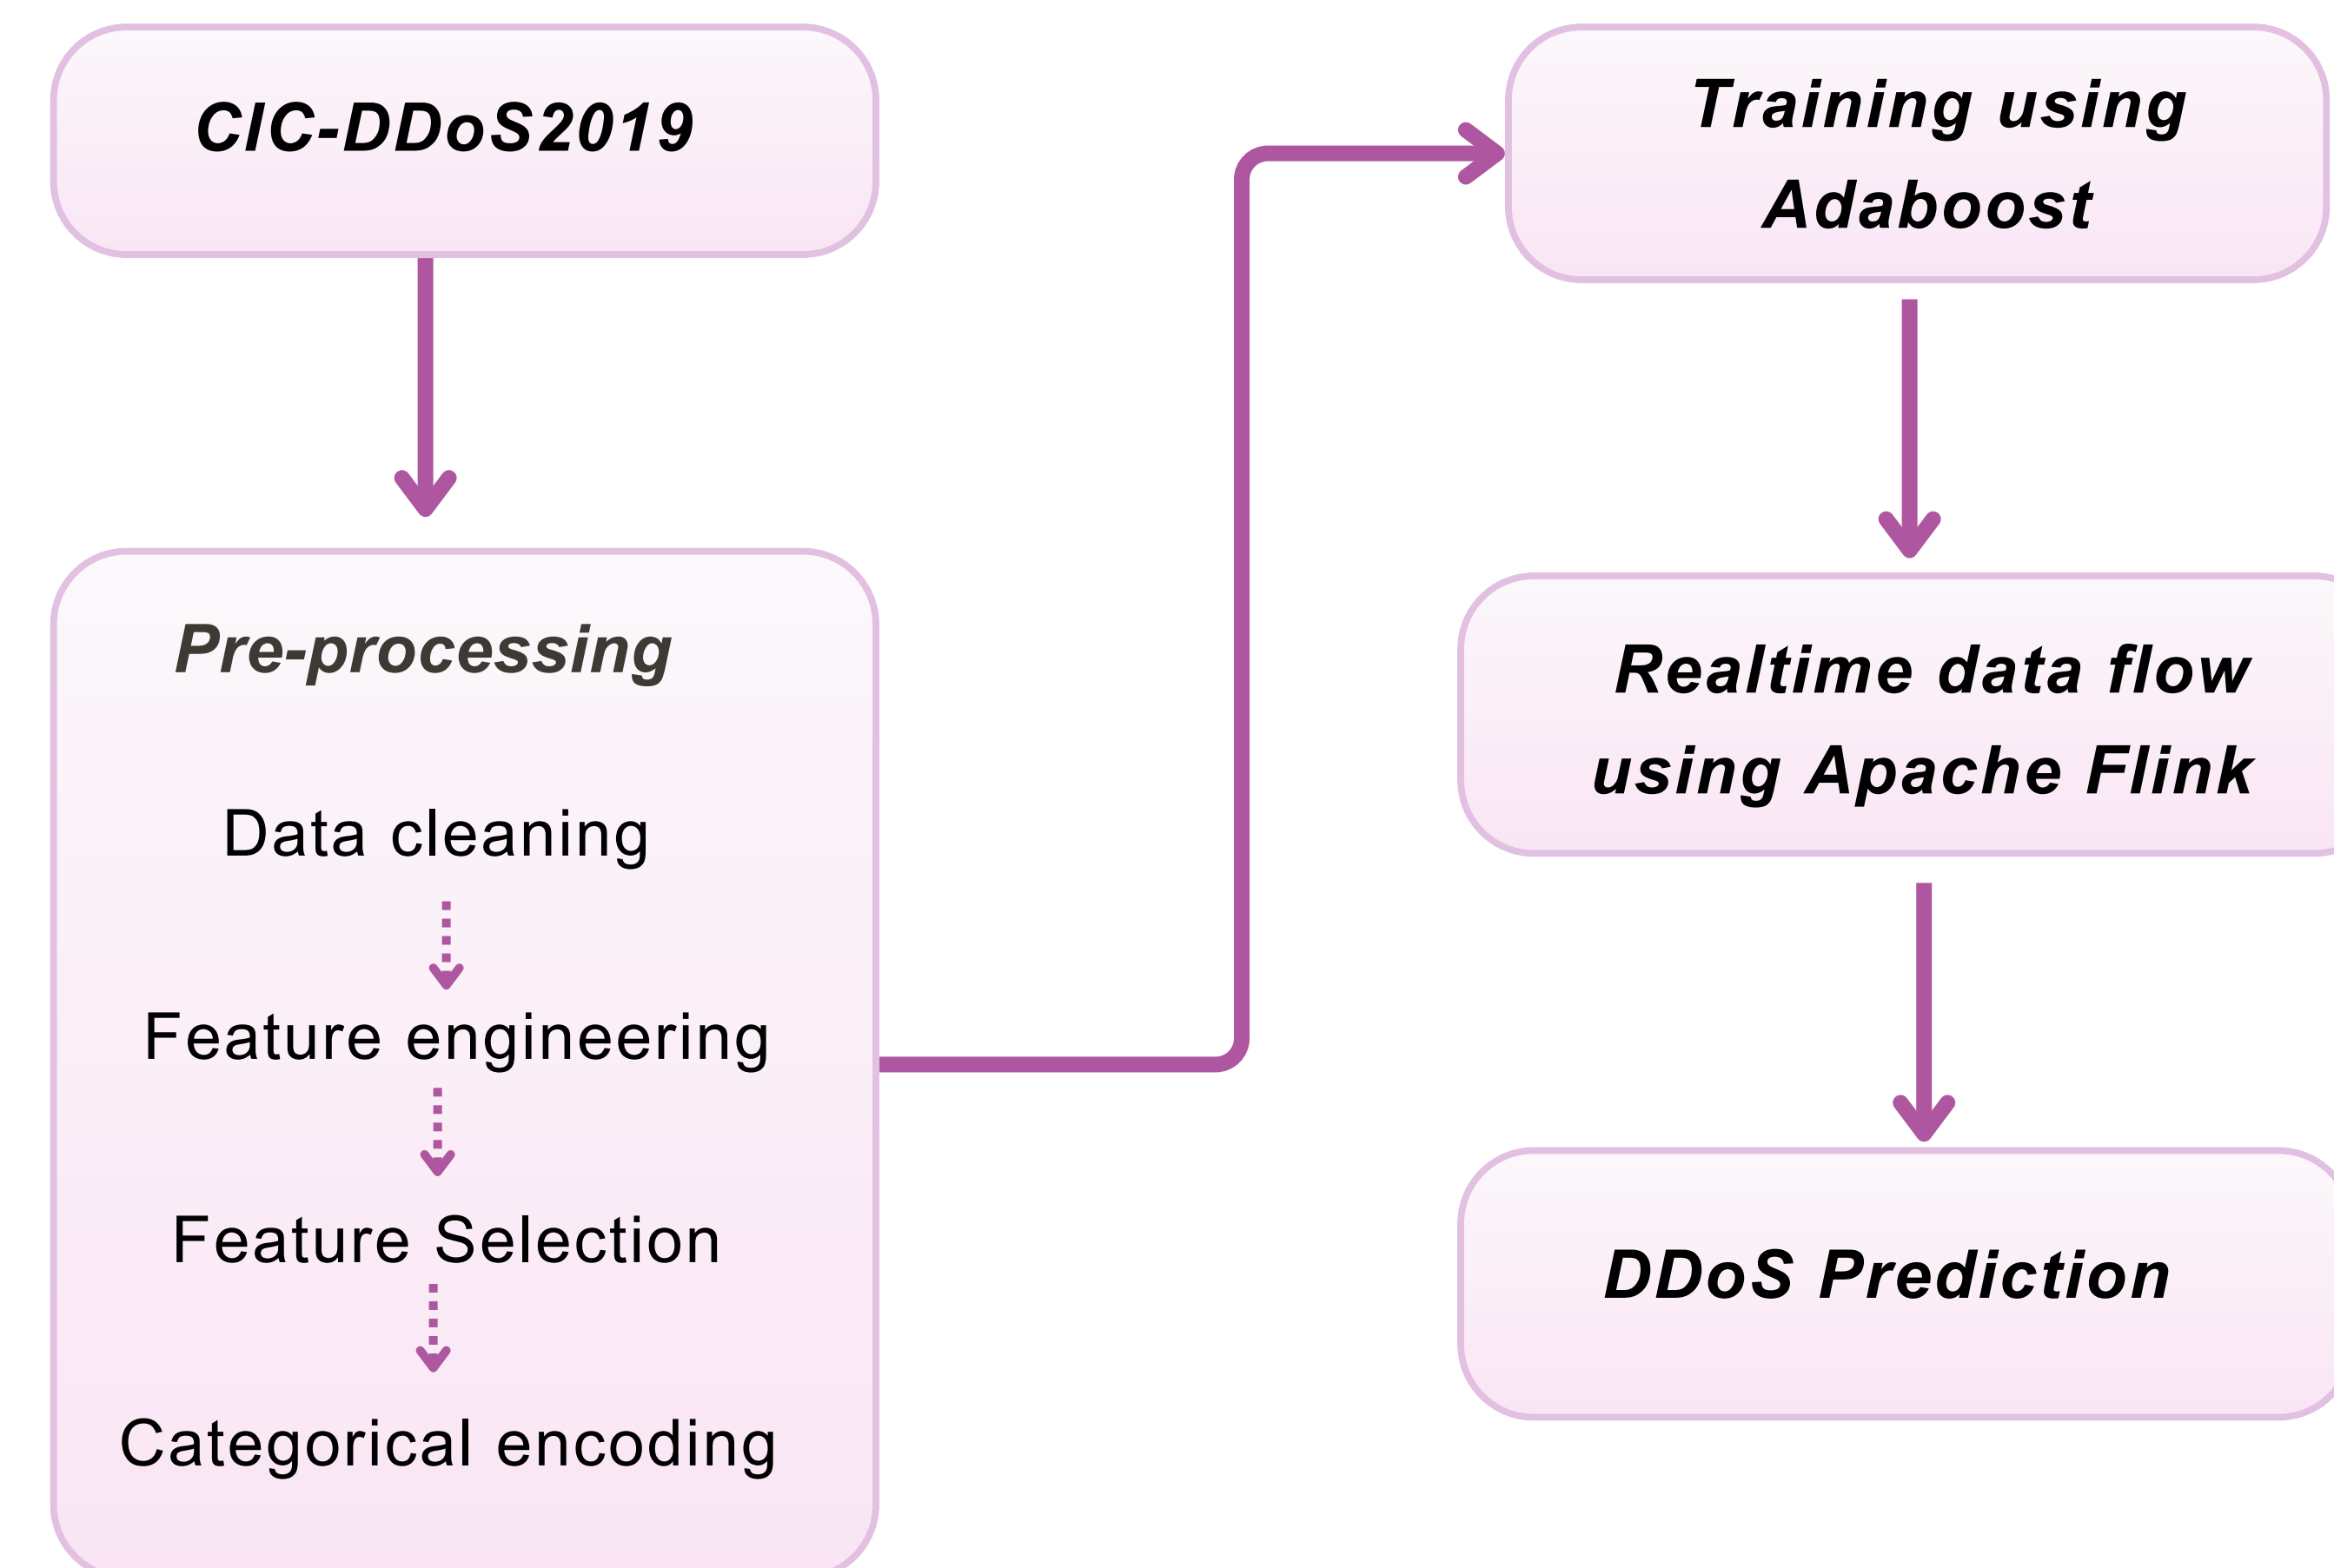 CIC-DDoS2019
Pre-processing
Data cleaning
Feature engineering
Feature Selection
Categorical encoding
Training using
Adaboost
Realtime data flow
using Apache Flink
DDoS Prediction